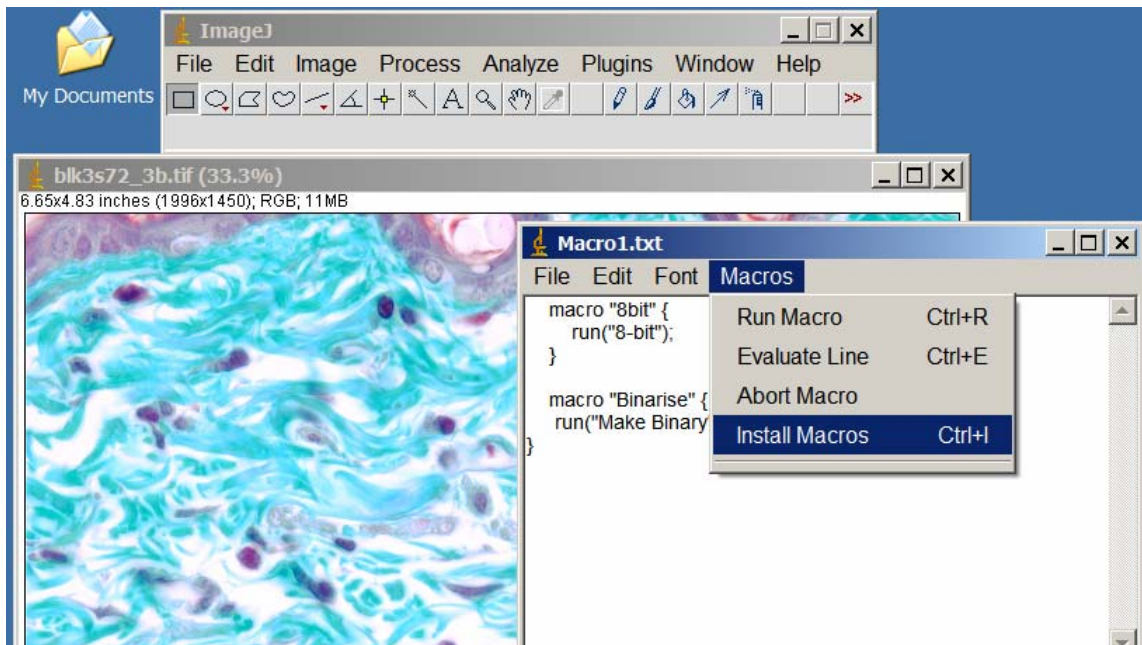 My Documents
ImageJ
File Edit Image Process Analyze Plugins Window Help
A
>>
blk3s72_3b.tif (33.3%)
6.65x4.83 inches (1996x1450); RGB; 11MB
Macro1.txt
File Edit Font Macros
macro "8bit" {
run("8-bit");
}
macro "Binarise" {
run("Make Binary"
}
Run Macro Ctrl+R
Evaluate Line Ctrl+E
Abort Macro
Install Macros Ctrl+I